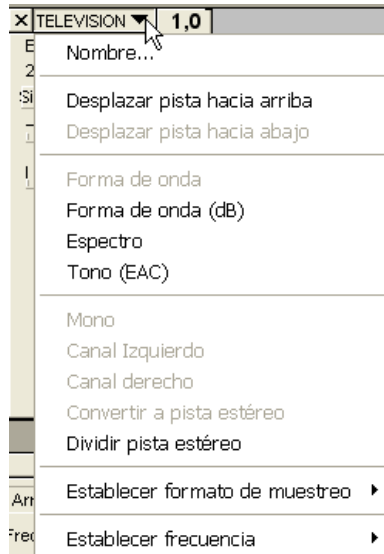 TELEVISION 1,0
Nombre...
Desplazar pista hacia arriba
Desplazar pista hacia abajo
Forma de onda
Forma de onda (dB)
Espectro
Tono (EAC)
Mono
Canal Izquierdo
Canal derecho
Convertir a pista estéreo
Dividir pista estéreo
Establecer formato de muestreo
Establecer frecuencia